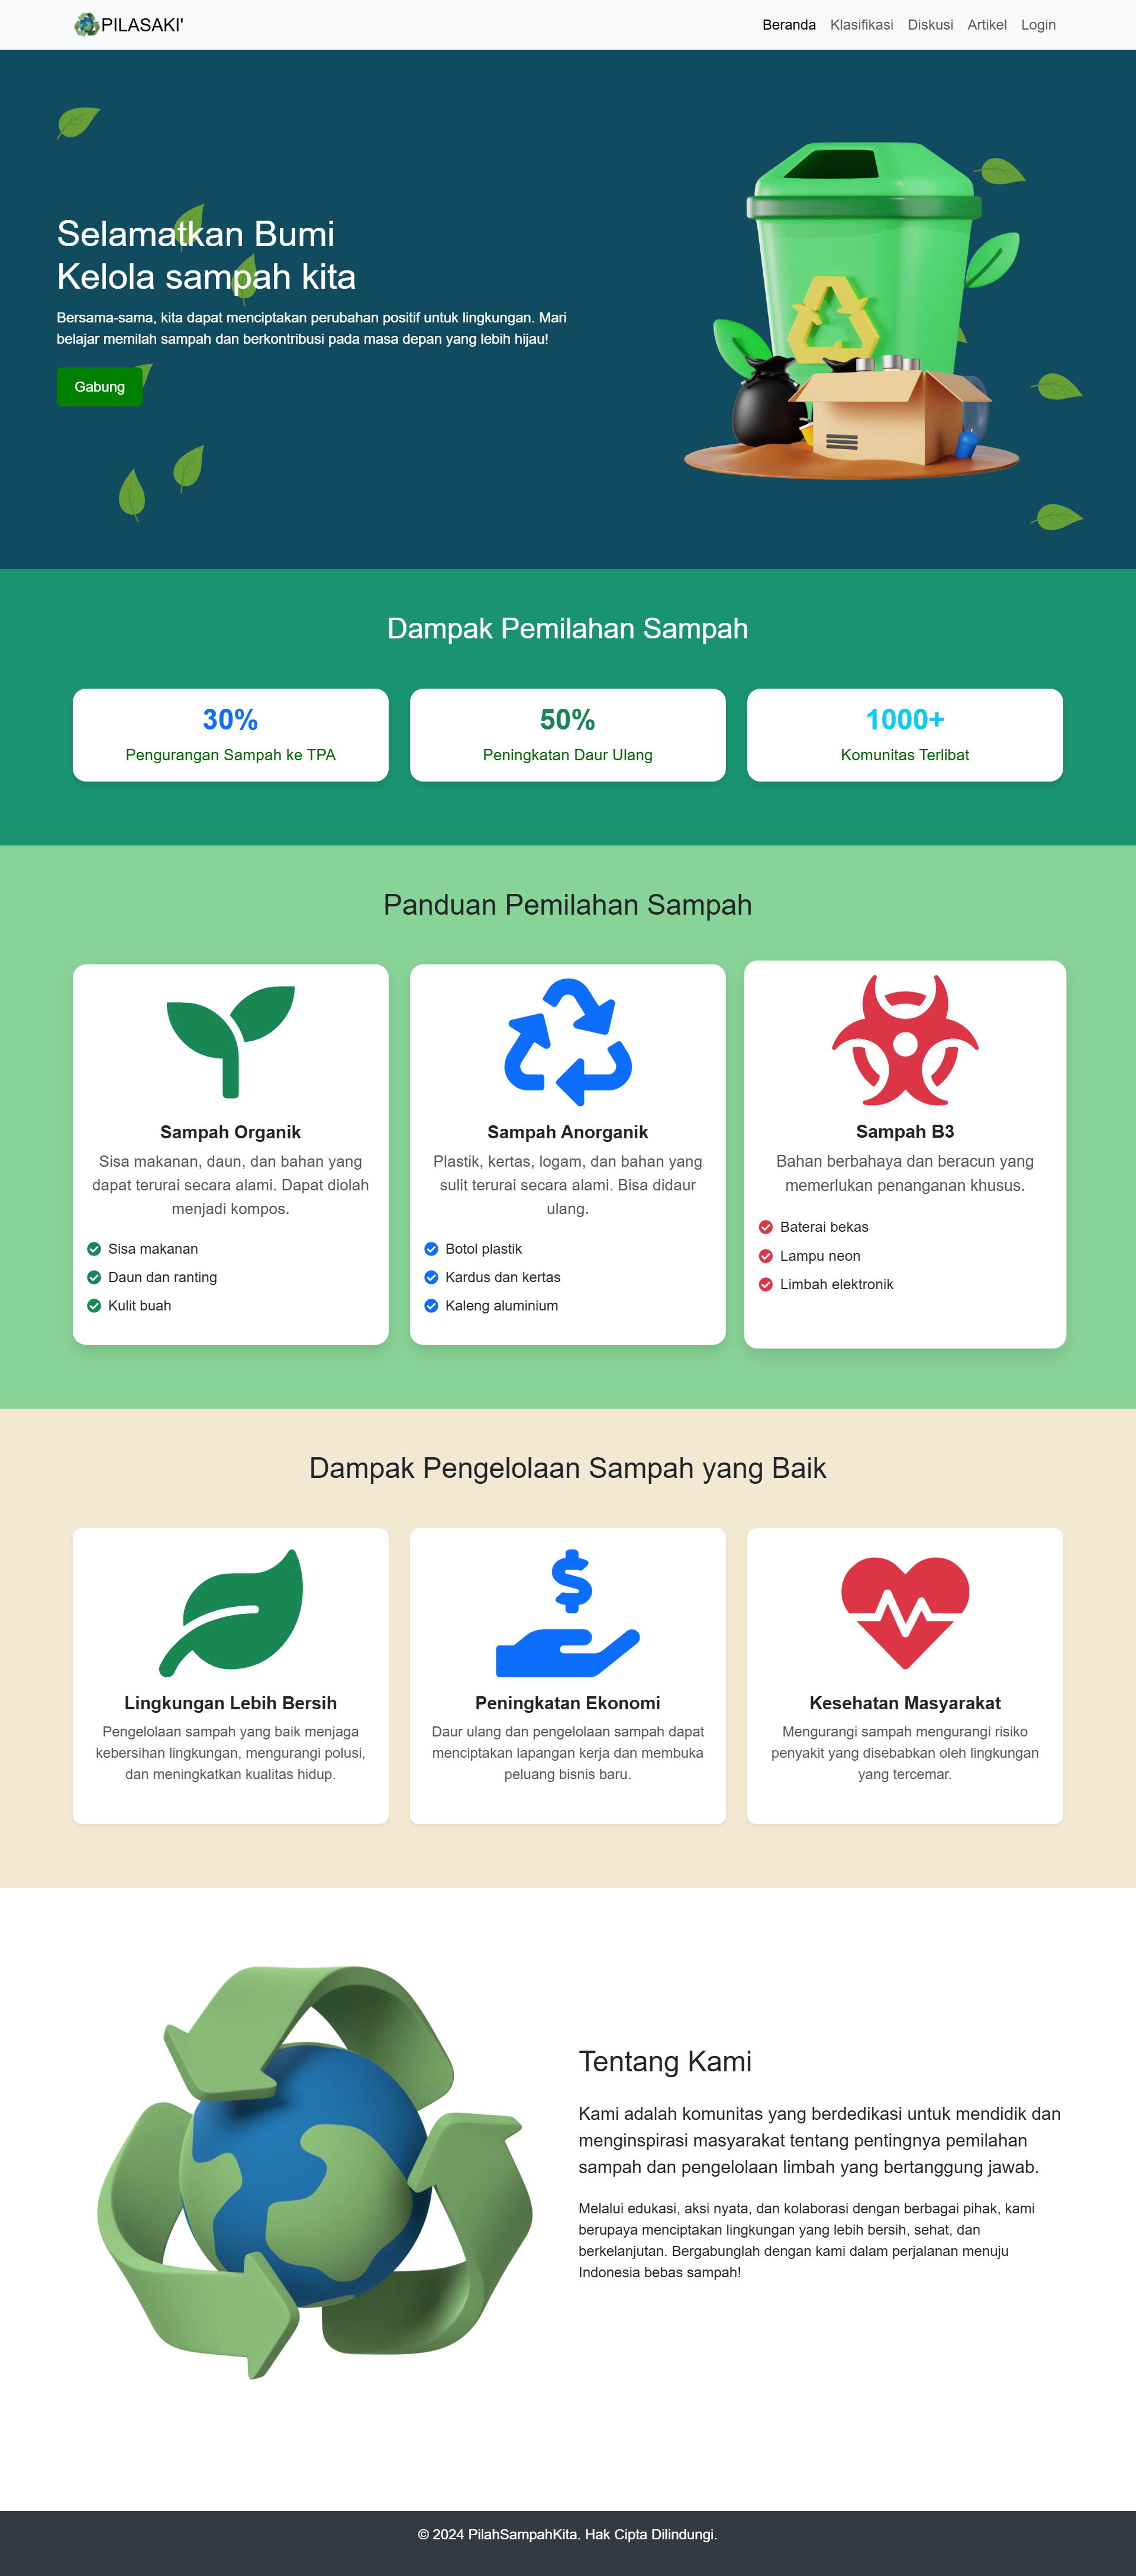 PILASAKI'
Beranda Klasifikasi Diskusi Artikel Login
Selamatkan Bumi
Kelola sampah kita
Bersama-sama, kita dapat menciptakan perubahan positif untuk lingkungan. Mari
belajar memilah sampah dan berkontribusi pada masa depan yang lebih hijau!
Gabung
Dampak Pemilahan Sampah
30%
Pengurangan Sampah ke TPA
50%
Peningkatan Daur Ulang
1000+
Komunitas Terlibat
Panduan Pemilahan Sampah
Sampah Organik
Sisa makanan, daun, dan bahan yang
dapat terurai secara alami. Dapat diolah
menjadi kompos.
Sisa makanan
Daun dan ranting
Kulit buah
Sampah Anorganik
Plastik, kertas, logam, dan bahan yang
sulit terurai secara alami. Bisa didaur
ulang.
Botol plastik
Kardus dan kertas
Kaleng aluminium
Sampah B3
Bahan berbahaya dan beracun yang
memerlukan penanganan khusus.
Baterai bekas
Lampu neon
Limbah elektronik
Dampak Pengelolaan Sampah yang Baik
Lingkungan Lebih Bersih
Pengelolaan sampah yang baik menjaga
kebersihan lingkungan, mengurangi polusi,
dan meningkatkan kualitas hidup.
Peningkatan Ekonomi
Daur ulang dan pengelolaan sampah dapat
menciptakan lapangan kerja dan membuka
peluang bisnis baru.
Kesehatan Masyarakat
Mengurangi sampah mengurangi risiko
penyakit yang disebabkan oleh lingkungan
yang tercemar.
Tentang Kami
Kami adalah komunitas yang berdedikasi untuk mendidik dan
menginspirasi masyarakat tentang pentingnya pemilahan
sampah dan pengelolaan limbah yang bertanggung jawab.
Melalui edukasi, aksi nyata, dan kolaborasi dengan berbagai pihak, kami
berupaya menciptakan lingkungan yang lebih bersih, sehat, dan
berkelanjutan. Bergabunglah dengan kami dalam perjalanan menuju
Indonesia bebas sampah!
© 2024 PilahSampahKita. Hak Cipta Dilindungi.